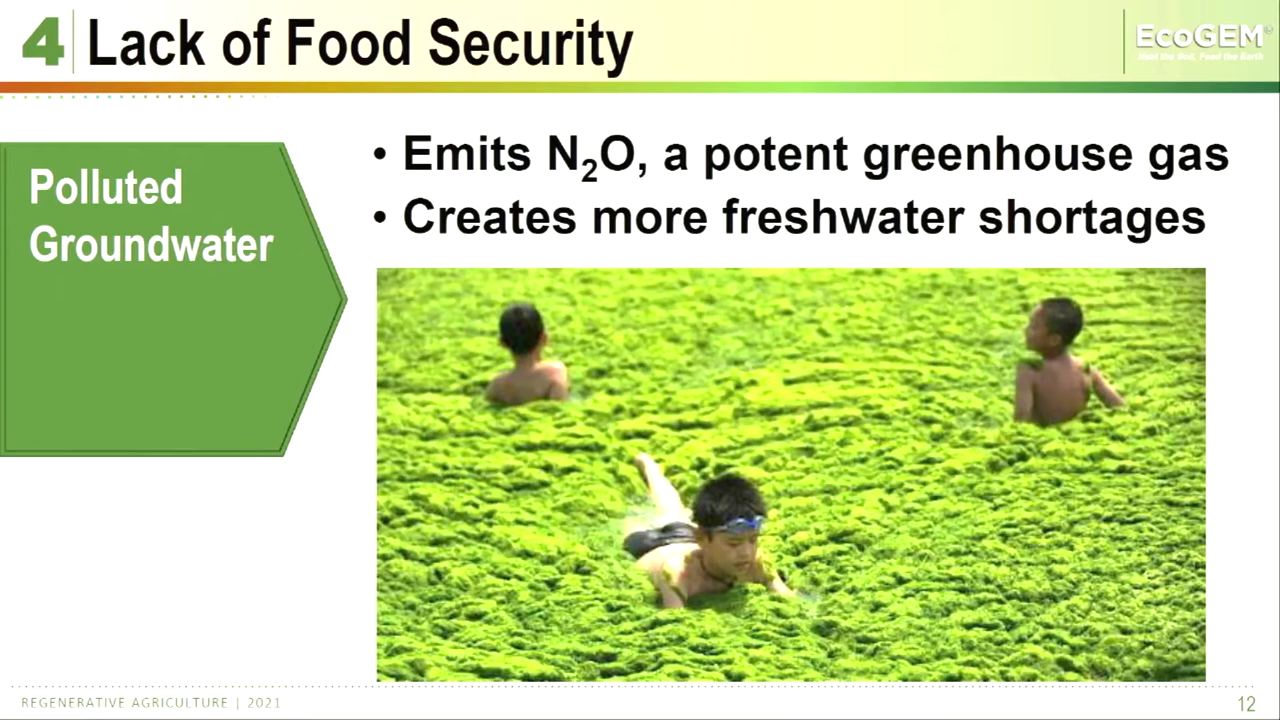 4 Lack of Food Security
EcoGEM®
Heal the Soil, Feed the Earth
Polluted
Groundwater
• Emits N₂O, a potent greenhouse gas
• Creates more freshwater shortages
REGENERATIVE AGRICULTURE | 2021
12